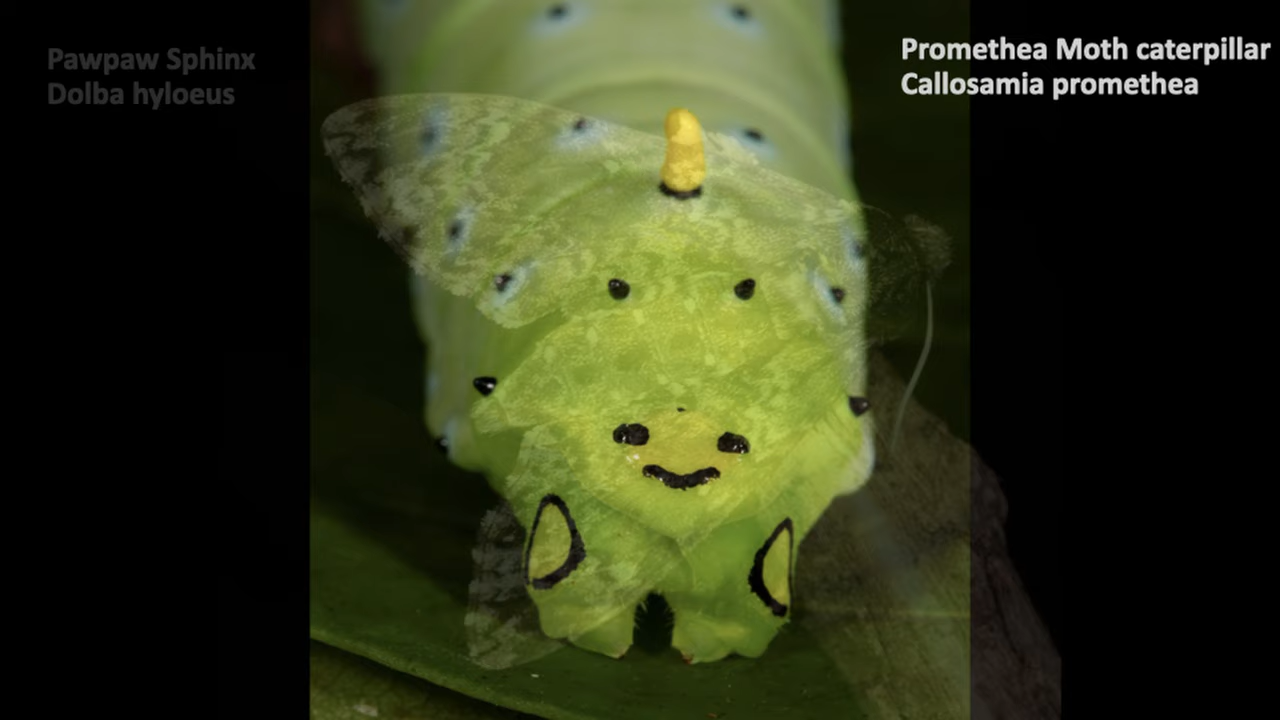 Pawpaw Sphinx
Dolba hyloeus
Promethea Moth caterpillar
Callosamia promethea